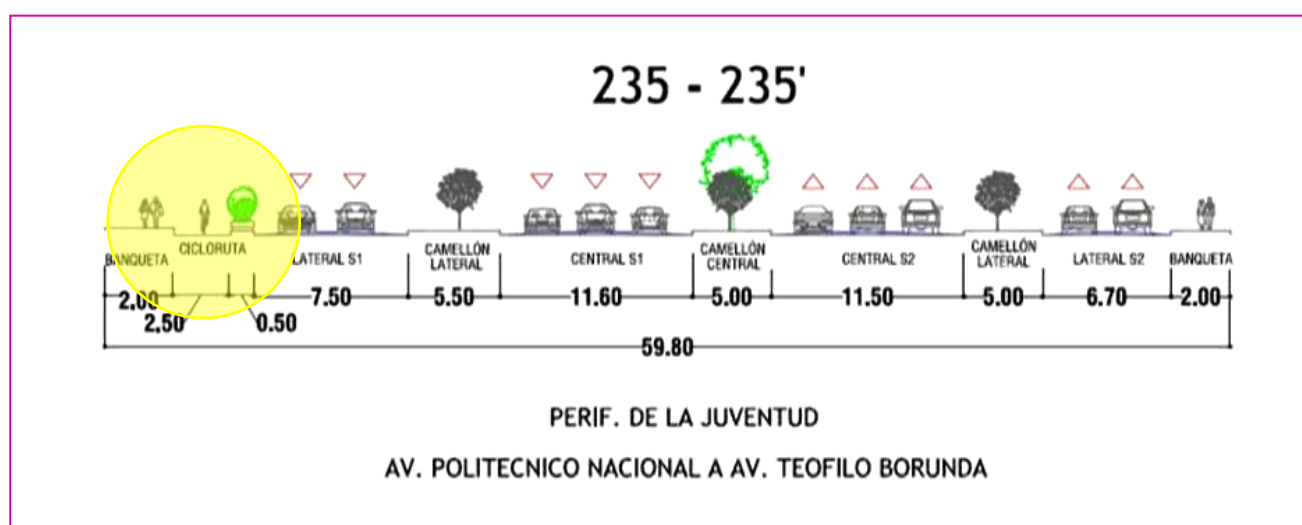 235 - 235'
CICLORUTA
BANQUETA
LATERAL S1
CAMELLÓN
LATERAL
CENTRAL S1
CAMELLÓN
CENTRAL
CENTRAL S2
CAMELLÓN
LATERAL
LATERAL S2
BANQUETA
2.00
7.50
5.50
11.60
5.00
11.50
5.00
6.70
2.00
2.50
0.50
59.80
PERIF. DE LA JUVENTUD
AV. POLITECNICO NACIONAL A AV. TEOFILO BORUNDA